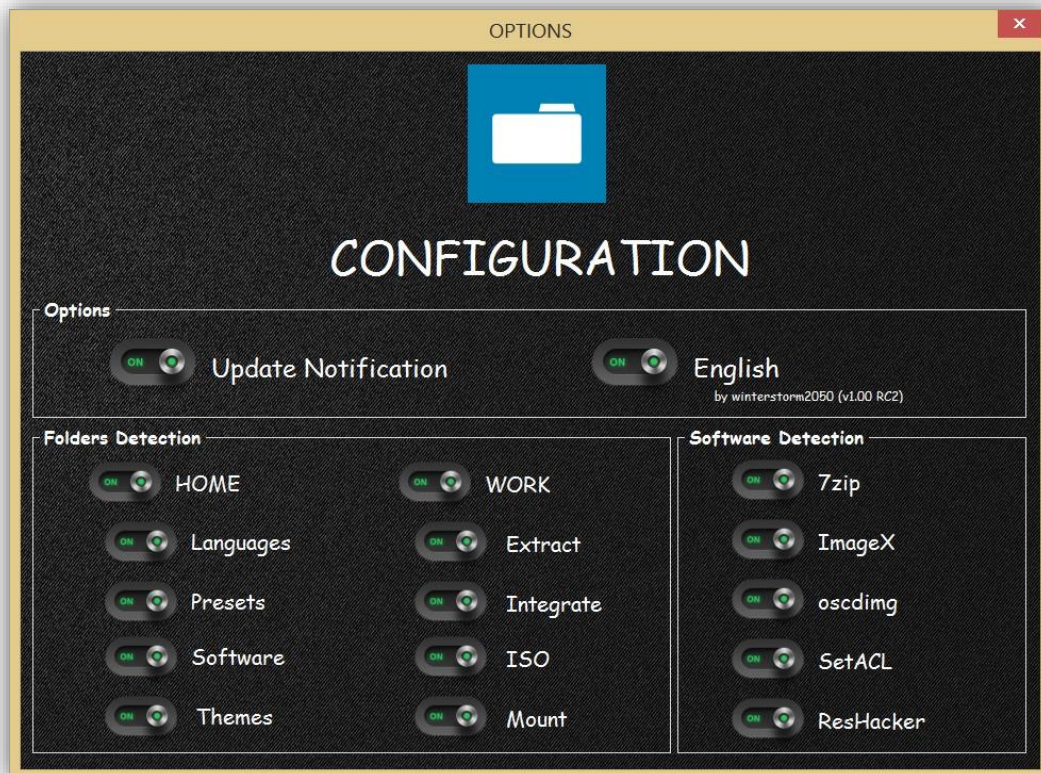 OPTIONS
CONFIGURATION
Options
ON Update Notification
ON English
by winterstorm2050 (v1.00 RC2)
Folders Detection
ON HOME
ON WORK
ON Languages
ON Extract
ON Presets
ON Integrate
ON Software
ON ISO
ON Themes
ON Mount
Software Detection
ON 7zip
ON ImageX
ON oscdimg
ON SetACL
ON ResHacker